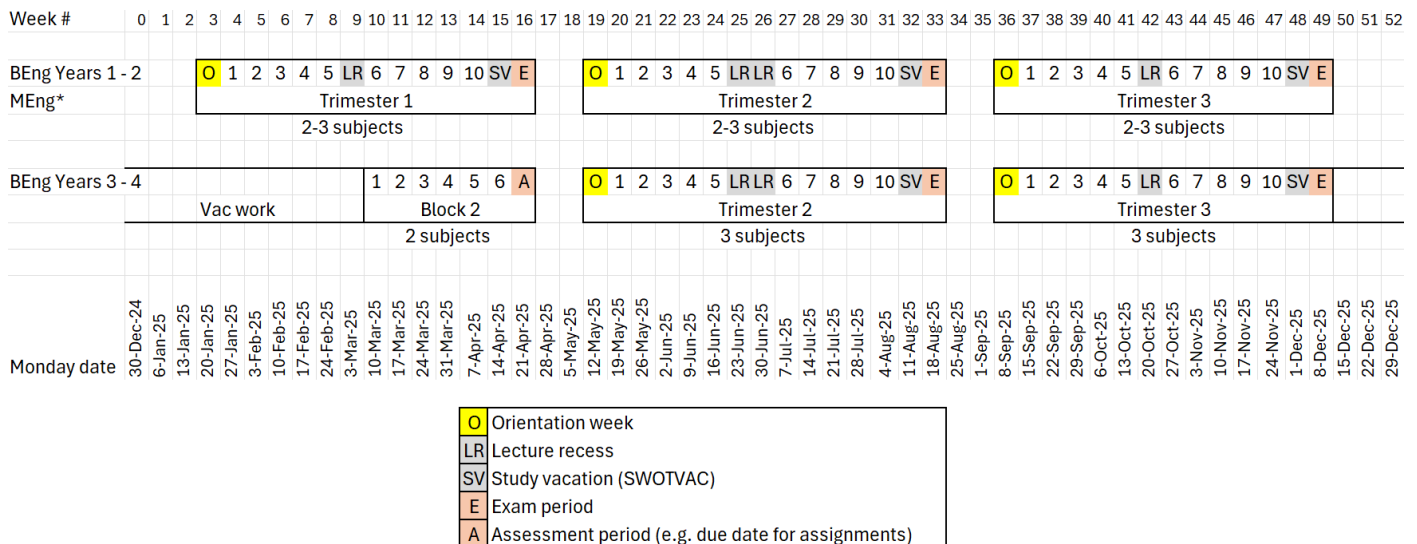 Week # 0 1 2 3 4 5 6 7 8 9 10 11 12 13 14 15 16 17 18 19 20 21 22 23 24 25 26 27 28 29 30 31 32 33 34 35 36 37 38 39 40 41 42 43 44 45 46 47 48 49 50 51 52
BEng Years 1 - 2 O 1 2 3 4 5 LR 6 7 8 9 10 SV E O 1 2 3 4 5 LR LR 6 7 8 9 10 SV E O 1 2 3 4 5 LR 6 7 8 9 10 SV E
MEng* Trimester 1 Trimester 2 Trimester 3
2-3 subjects 2-3 subjects 2-3 subjects
BEng Years 3 - 4 1 2 3 4 5 6 A O 1 2 3 4 5 LR LR 6 7 8 9 10 SV E O 1 2 3 4 5 LR 6 7 8 9 10 SV E
Vac work Block 2 Trimester 2 Trimester 3
2 subjects 3 subjects 3 subjects
Monday date 30-Dec-24 6-Jan-25 13-Jan-25 20-Jan-25 27-Jan-25 3-Feb-25 10-Feb-25 17-Feb-25 24-Feb-25 3-Mar-25 10-Mar-25 17-Mar-25 24-Mar-25 31-Mar-25 7-Apr-25 14-Apr-25 21-Apr-25 28-Apr-25 5-May-25 12-May-25 19-May-25 26-May-25 2-Jun-25 9-Jun-25 16-Jun-25 23-Jun-25 30-Jun-25 7-Jul-25 14-Jul-25 21-Jul-25 28-Jul-25 4-Aug-25 11-Aug-25 18-Aug-25 25-Aug-25 1-Sep-25 8-Sep-25 15-Sep-25 22-Sep-25 29-Sep-25 6-Oct-25 13-Oct-25 20-Oct-25 27-Oct-25 3-Nov-25 10-Nov-25 17-Nov-25 24-Nov-25 1-Dec-25 8-Dec-25 15-Dec-25 22-Dec-25 29-Dec-25
O Orientation week
LR Lecture recess
SV Study vacation (SWOTVAC)
E Exam period
A Assessment period (e.g. due date for assignments)